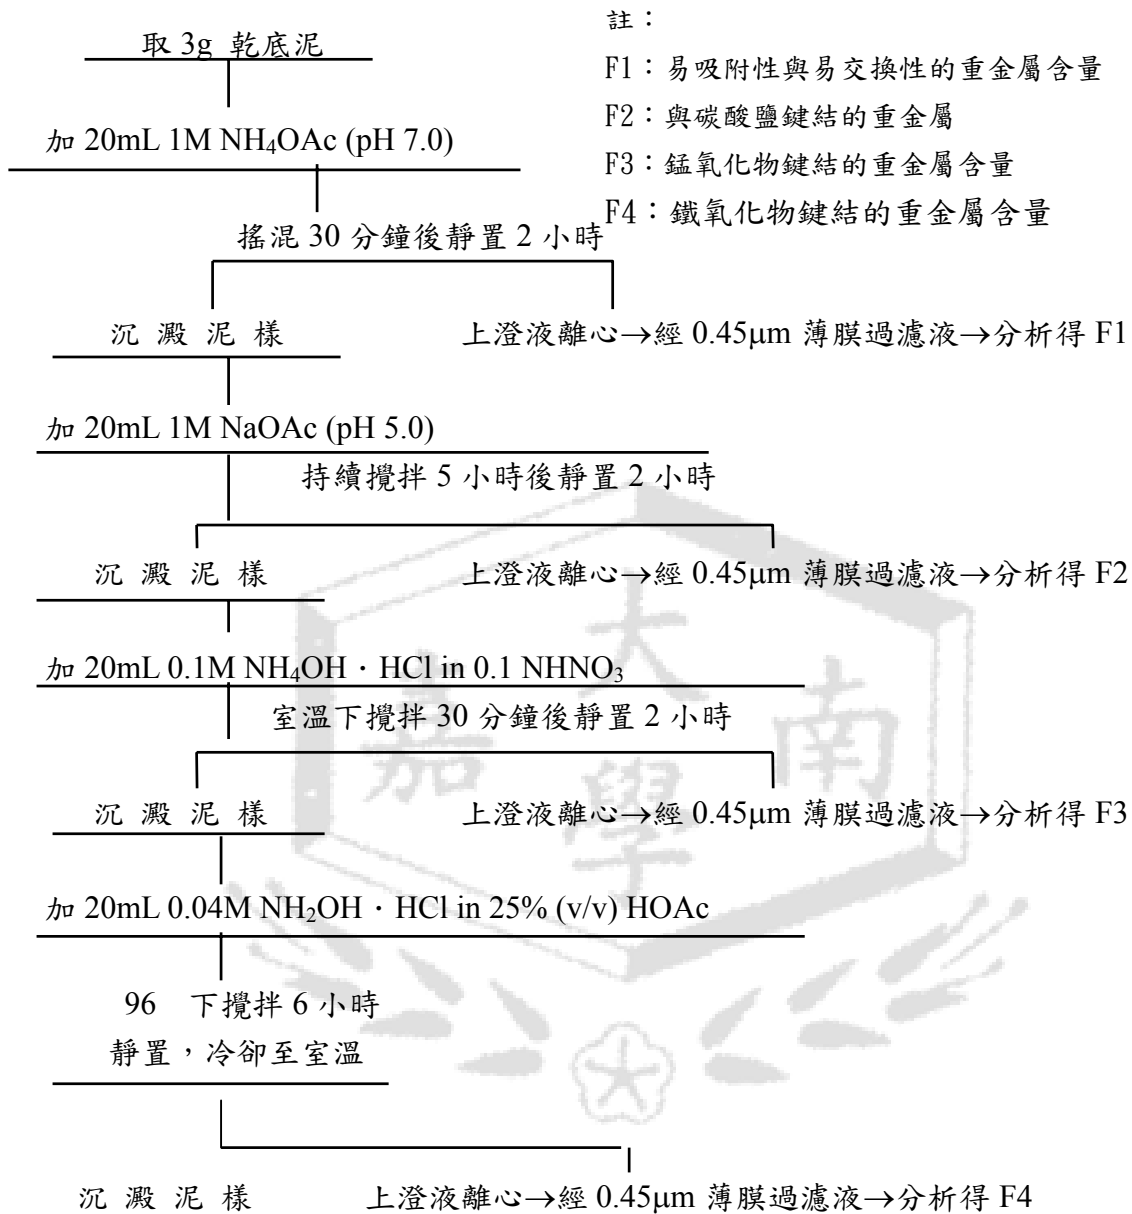 取 3g 乾底泥
註：
F1：易吸附性與易交換性的重金屬含量
F2：與碳酸鹽鍵結的重金屬
F3：錳氧化物鍵結的重金屬含量
F4：鐵氧化物鍵結的重金屬含量
加 20mL 1M NH₄OAc (pH 7.0)
搖混 30 分鐘後靜置 2 小時
沉 澱 泥 樣
上澄液離心→經 0.45μm 薄膜過濾液→分析得 F1
加 20mL 1M NaOAc (pH 5.0)
持續攪拌 5 小時後靜置 2 小時
沉 澱 泥 樣
上澄液離心→經 0.45μm 薄膜過濾液→分析得 F2
加 20mL 0.1M NH₄OH · HCl in 0.1 NHNO₃
室溫下攪拌 30 分鐘後靜置 2 小時
沉 澱 泥 樣
上澄液離心→經 0.45μm 薄膜過濾液→分析得 F3
加 20mL 0.04M NH₂OH · HCl in 25% (v/v) HOAc
96 下攪拌 6 小時
靜置，冷卻至室溫
沉 澱 泥 樣
上澄液離心→經 0.45μm 薄膜過濾液→分析得 F4
嘉
南
大
學